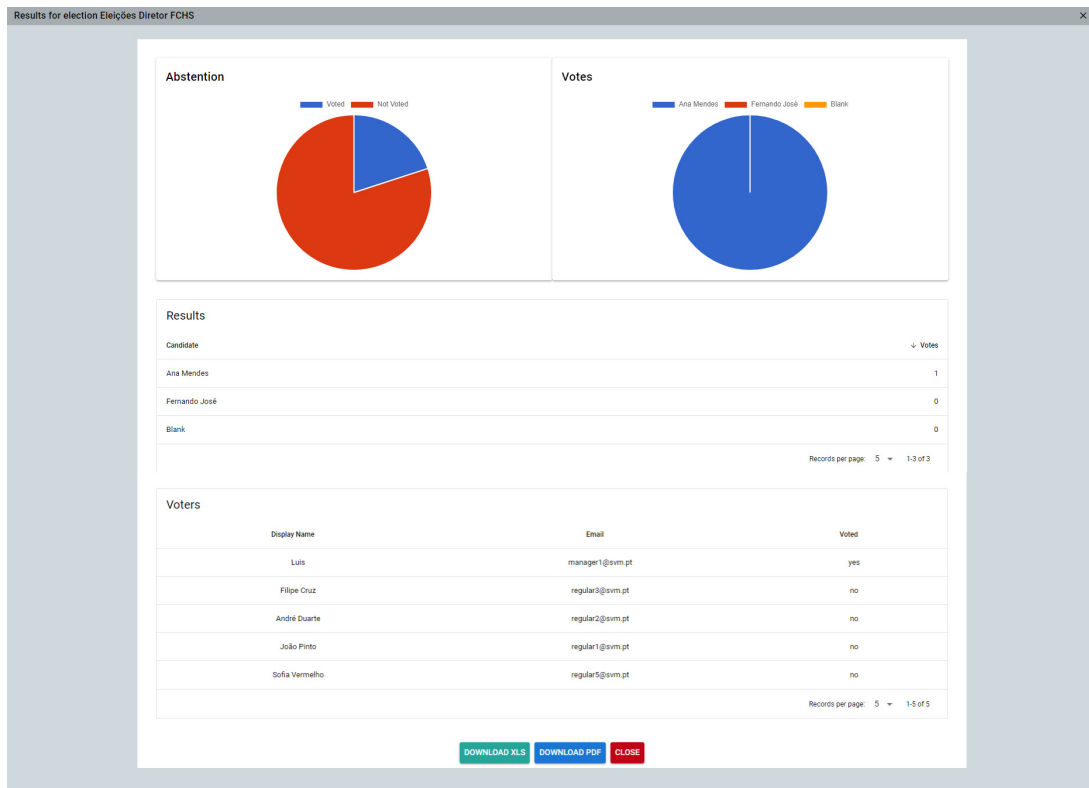 Results for election Eleições Diretor FCHS ×
Abstention
Voted Not Voted
Votes
Ana Mendes Fernando José Blank
Results
Candidate ↓ Votes
Ana Mendes 1
Fernando José 0
Blank 0
Records per page: 5 1-3 of 3
Voters
Display Name Email Voted
Luis manager1@svm.pt yes
Filipe Cruz regular3@svm.pt no
André Duarte regular2@svm.pt no
João Pinto regular1@svm.pt no
Sofia Vermelho regular5@svm.pt no
Records per page: 5 1-5 of 5
DOWNLOAD XLS DOWNLOAD PDF CLOSE